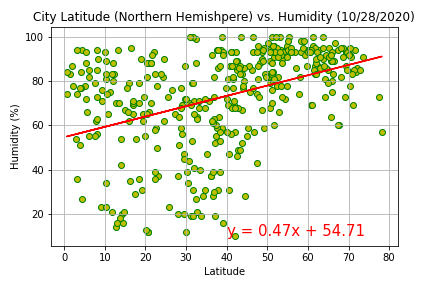 City Latitude (Northern Hemishpere) vs. Humidity (10/28/2020)
100
80
60
40
20
Humidity (%)
y = 0.47x + 54.71
0 10 20 30 40 50 60 70 80
Latitude